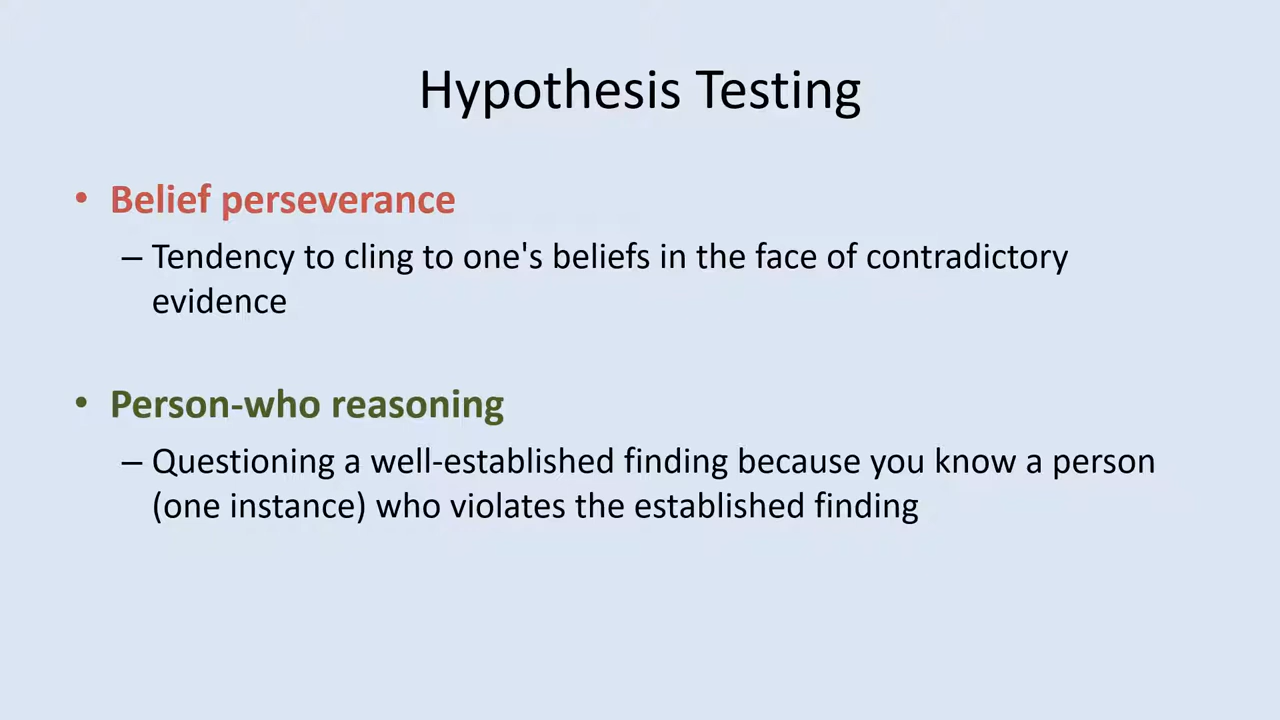 Hypothesis Testing
• Belief perseverance
– Tendency to cling to one's beliefs in the face of contradictory
evidence
• Person-who reasoning
– Questioning a well-established finding because you know a person
(one instance) who violates the established finding